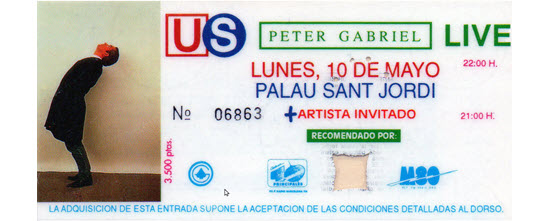 US PETER GABRIEL LIVE
LUNES, 10 DE MAYO 22:00 H.
PALAU SANT JORDI
Nº 06863 +ARTISTA INVITADO 21:00 H.
RECOMENDADO POR:
3.500 ptas.
PRINCIPALES
LA ADQUISICION DE ESTA ENTRADA SUPONE LA ACEPTACION DE LAS CONDICIONES DETALLADAS AL DORSO.